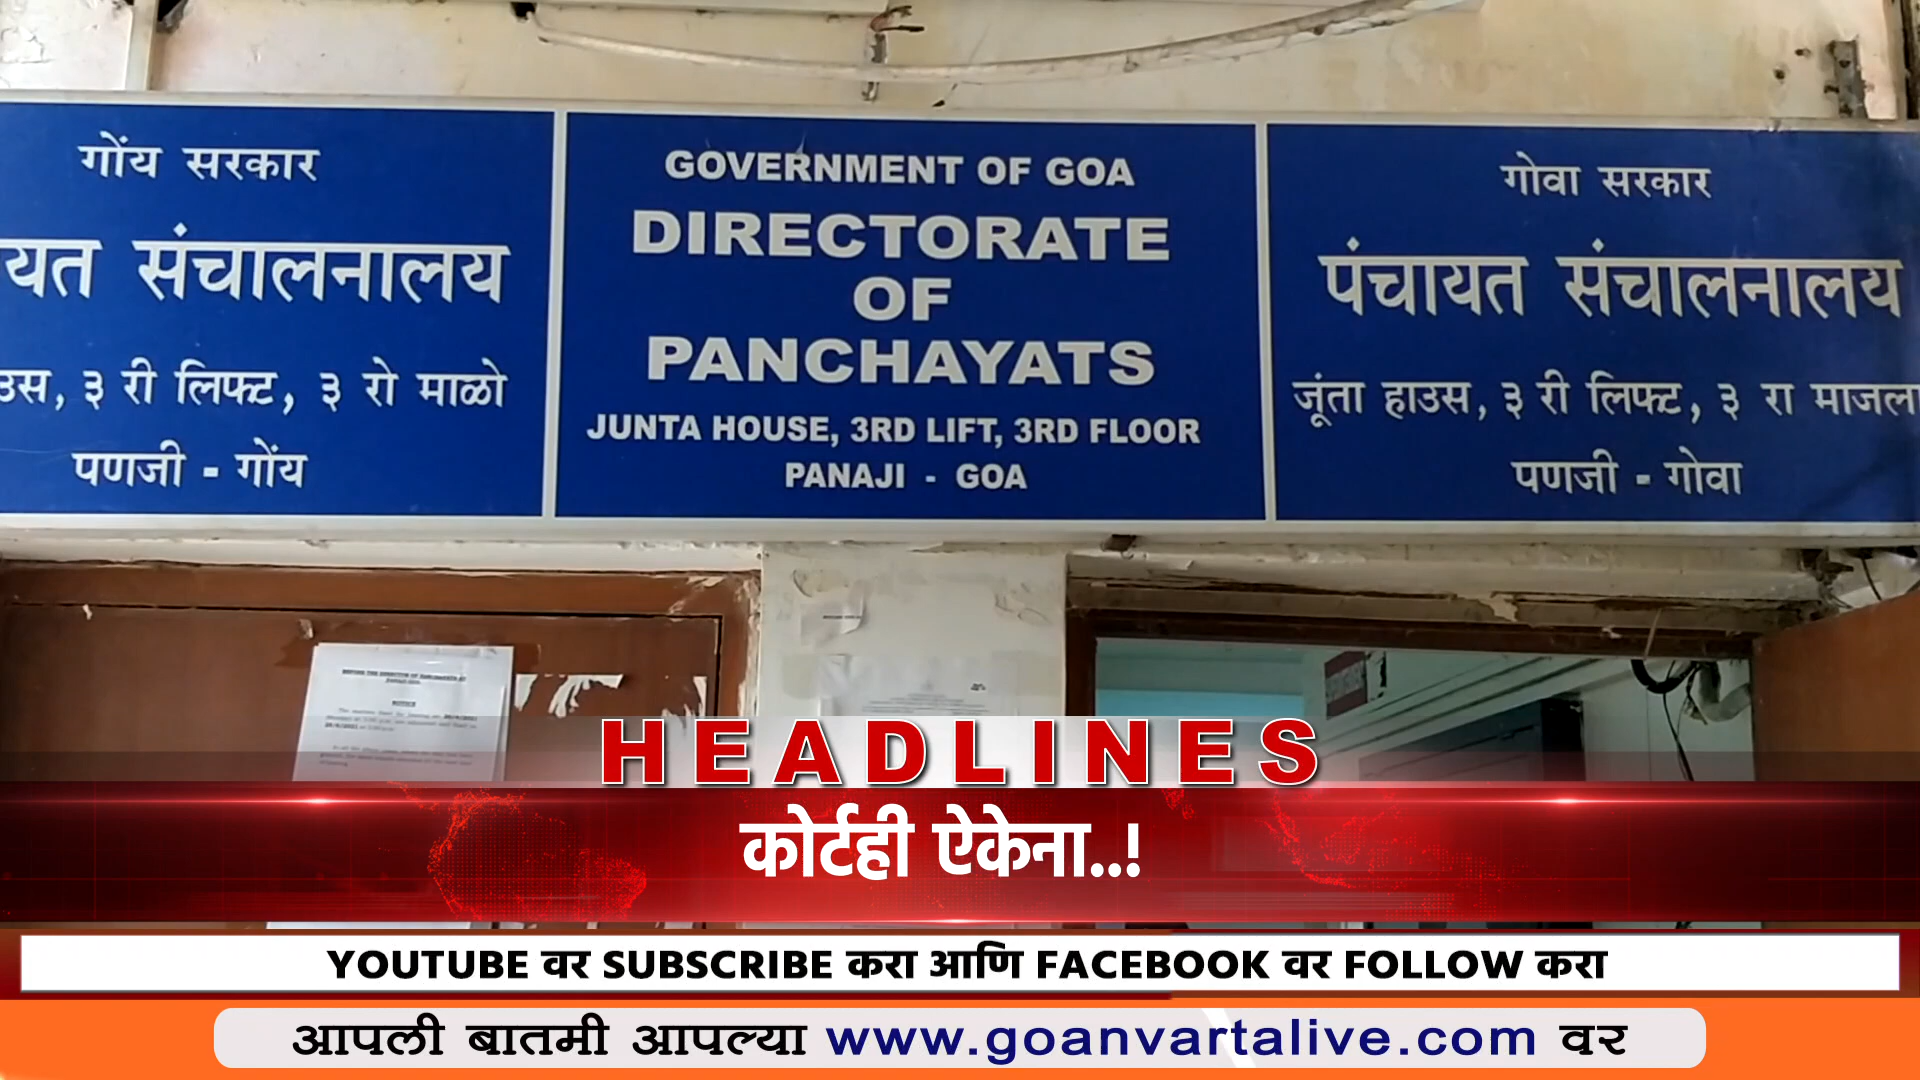 गोंय सरकार
यत संचालनालय
उस, ३ री लिफ्ट, ३ रो माळो
पणजी - गोंय
GOVERNMENT OF GOA
DIRECTORATE
OF
PANCHAYATS
JUNTA HOUSE, 3RD LIFT, 3RD FLOOR
PANAJI - GOA
गोवा सरकार
पंचायत संचालनालय
जूंता हाउस, ३ री लिफ्ट, ३ रा माजला
पणजी - गोवा
NOTICE
HEADLINES
कोर्टही ऐकेना..!
YOUTUBE वर SUBSCRIBE करा आणि FACEBOOK वर FOLLOW करा
आपली बातमी आपल्या www.goanvartalive.com वर